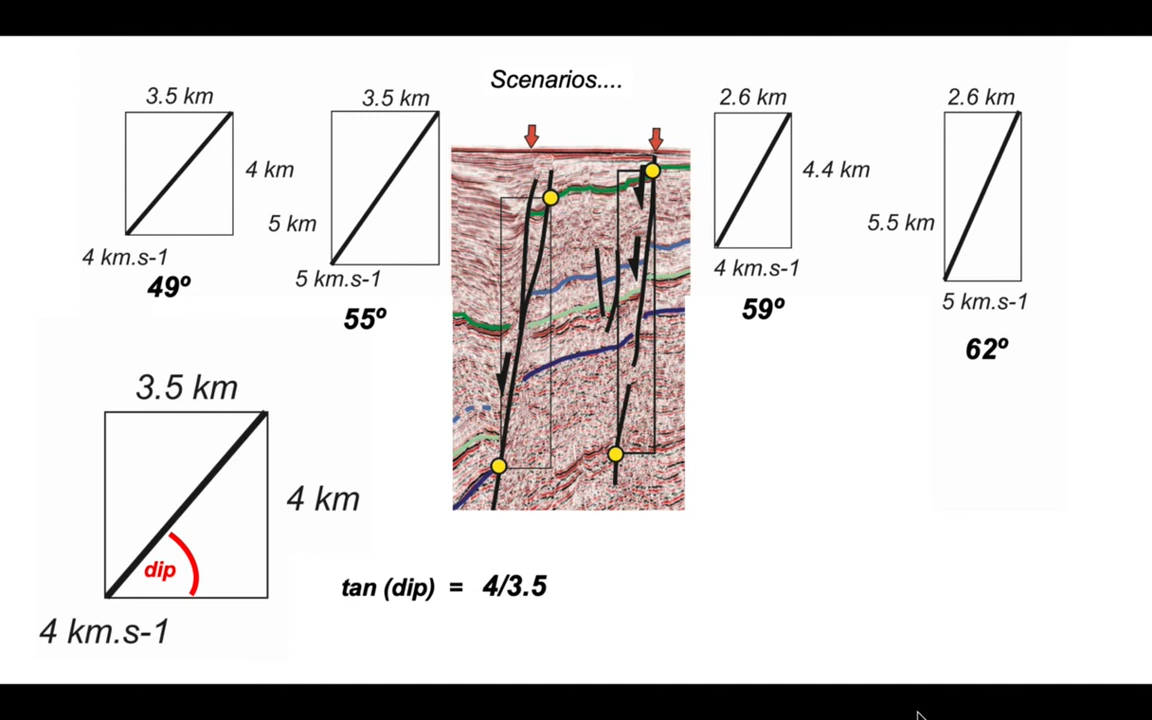 Scenarios....
3.5 km
4 km
4 km.s-1
49º
3.5 km
5 km
5 km.s-1
55º
2.6 km
4.4 km
4 km.s-1
59º
2.6 km
5.5 km
5 km.s-1
62º
3.5 km
4 km
dip
4 km.s-1
tan (dip) = 4/3.5